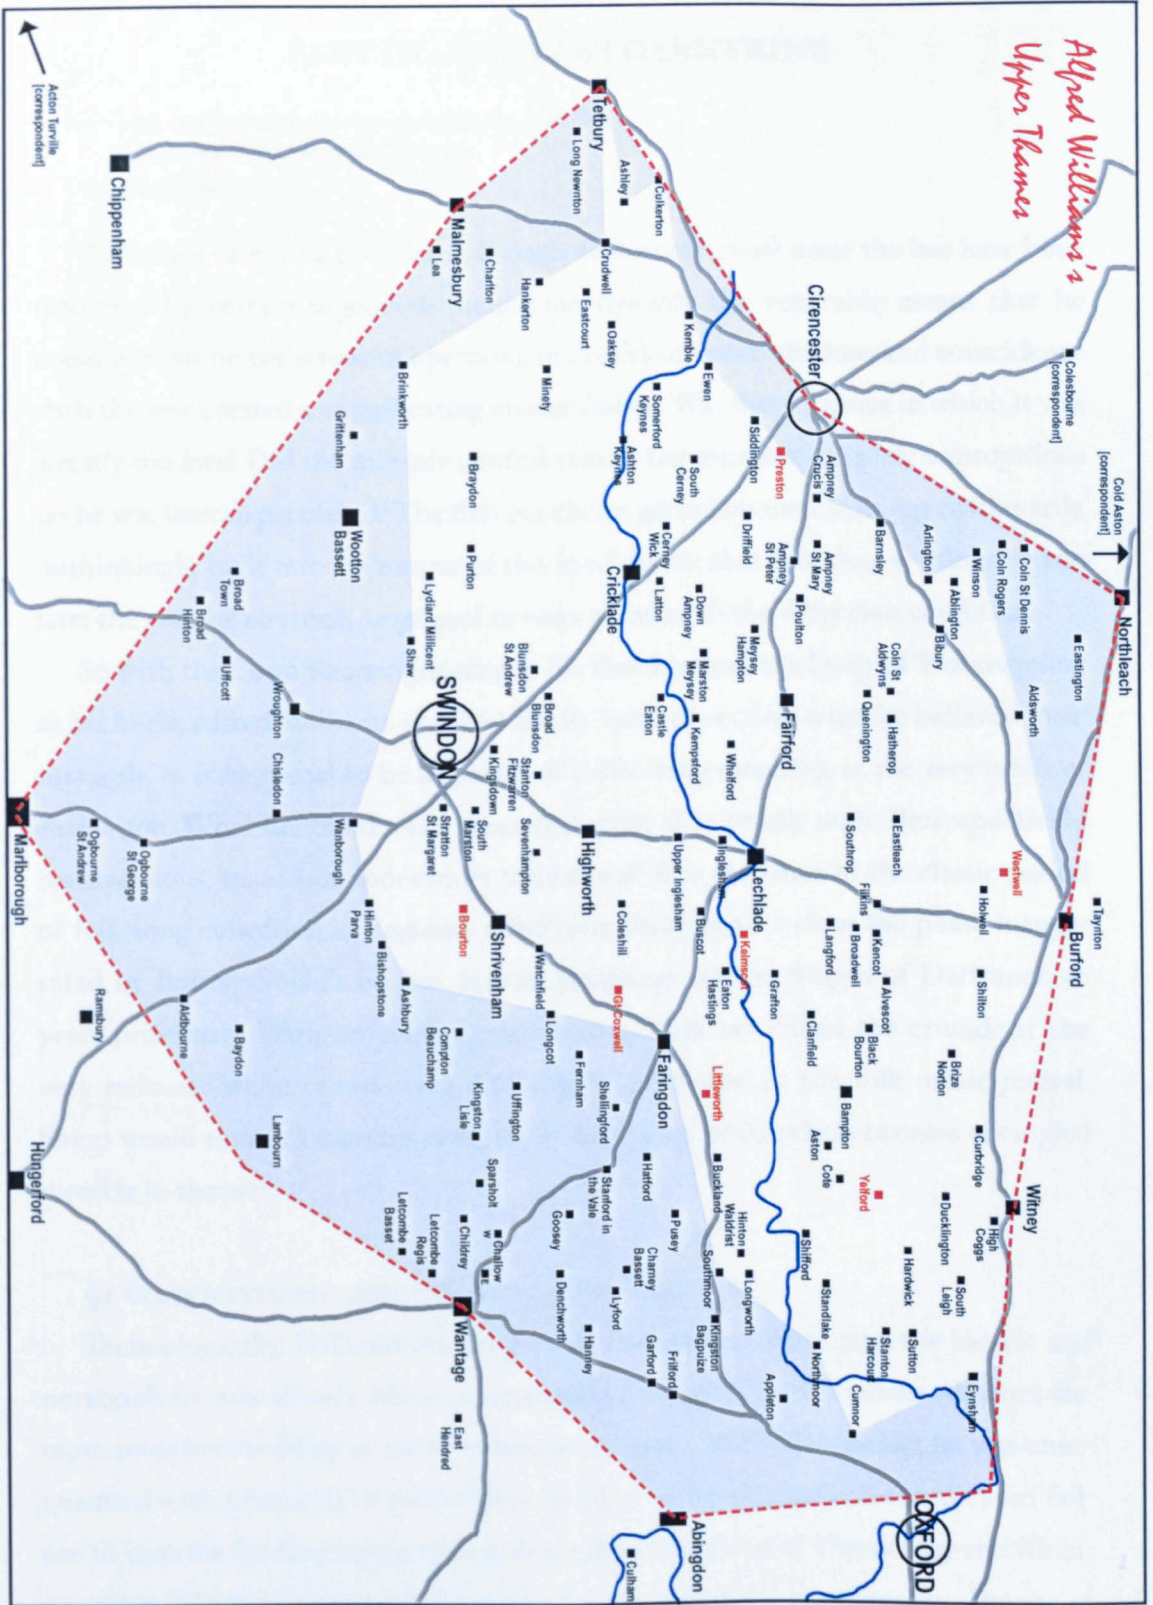 Alfred Williams's
Upper Thames
Acton Turville
[correspondent]
Colesbourne
[correspondent]
Cold Aston
[correspondent]
Northleach
Easington
Coln St Dennis
Coln Rogers
Winson
Arlington
Ablington
Aldsworth
Barnsley
Bibury
Coln St
Aldwyns
Hatherop
Quenington
Cirencester
Ampney
Crucis
Ampney
St Mary
Ampney
St Peter
Preston
Siddington
Driffield
Poulton
Meysey
Hampton
Down
Ampney
Marston
Meysey
Fairford
Whelford
Kempsford
Castle
Eaton
Latton
Cerney
Wick
South
Cerney
Cricklade
Ashton
Keynes
Somerford
Keynes
Ewen
Kemble
Oaksey
Eastcourt
Crudwell
Culkerton
Ashley
Tetbury
Long Newnton
Hankerton
Charlton
Lea
Malmesbury
Chippenham
Minety
Brinkworth
Grittenham
Braydon
Purton
Wootton
Bassett
Lydiard Millicent
Shaw
Broad
Town
Broad
Hinton
Uffcott
Wroughton
Chisledon
SWINDON
Blunsdon
St Andrew
Broad
Blunsdon
Stanton
Fitzwarren
Kingsdown
Stratton
St Margaret
South
Marston
Sevenhampton
Highworth
Wanborough
Ogbourne
St George
Ogbourne
St Andrew
Marlborough
Hinton
Parva
Bishopstone
Bourton
Shrivenham
Watchfield
Coleshill
Upper Inglesham
Inglesham
Lechlade
Buscot
Kelmscot
Eaton
Hastings
Grafton
Langford
Filkins
Broadwell
Kencot
Alvescot
Southrop
Eastleach
Westwell
Holwell
Burford
Taynton
Shilton
Brize
Norton
Black
Bourton
Clanfield
Bampton
Aston
Cote
Yelford
Curbridge
Witney
High
Coggs
Ducklington
Hardwick
South
Leigh
Sutton
Stanton
Harcourt
Standlake
Northmoor
Shifford
Eynsham
Cumnor
Appleton
OXFORD
Abingdon
Culham
Longworth
Hinton
Waldrist
Southmoor
Kingston
Bagpuize
Buckland
Littleworth
Pusey
Faringdon
Gt Coxwell
Hatford
Shellingford
Stanford in
the Vale
Fernham
Longcot
Uffington
Ashbury
Compton
Beauchamp
Kingston
Lisle
Sparsholt
Goosey
Denchworth
Charney
Bassett
Lyford
Hanney
Garford
Frilford
Challow
W
E
Childrey
Letcombe
Regis
Letcombe
Basset
Wantage
East
Hendred
Lambourn
Baydon
Aldbourne
Ramsbury
Hungerford